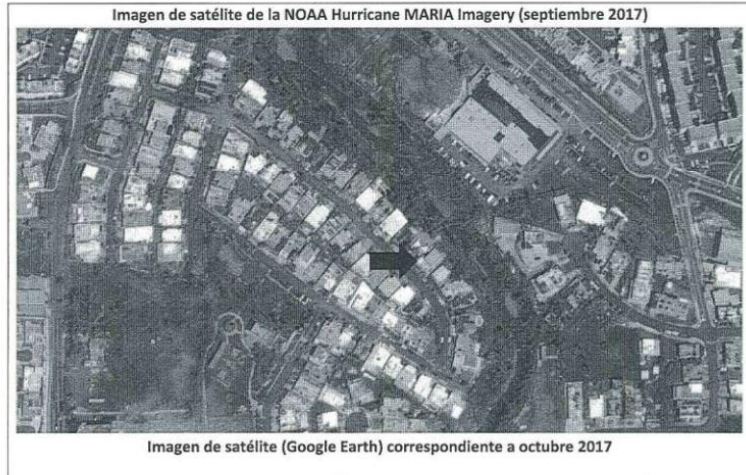 Imagen de satélite de la NOAA Hurricane MARIA Imagery (septiembre 2017)
Imagen de satélite (Google Earth) correspondiente a octubre 2017